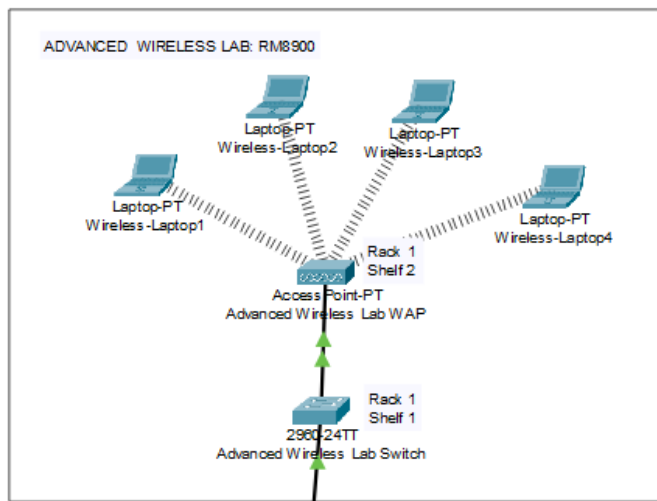 ADVANCED WIRELESS LAB: RM8900
Laptop-PT
Wireless-Laptop2
Laptop-PT
Wireless-Laptop3
Laptop-PT
Wireless-Laptop1
Laptop-PT
Wireless-Laptop4
Rack 1
Shelf 2
Access Point-PT
Advanced Wireless Lab WAP
Rack 1
Shelf 1
2960-24TT
Advanced Wireless Lab Switch